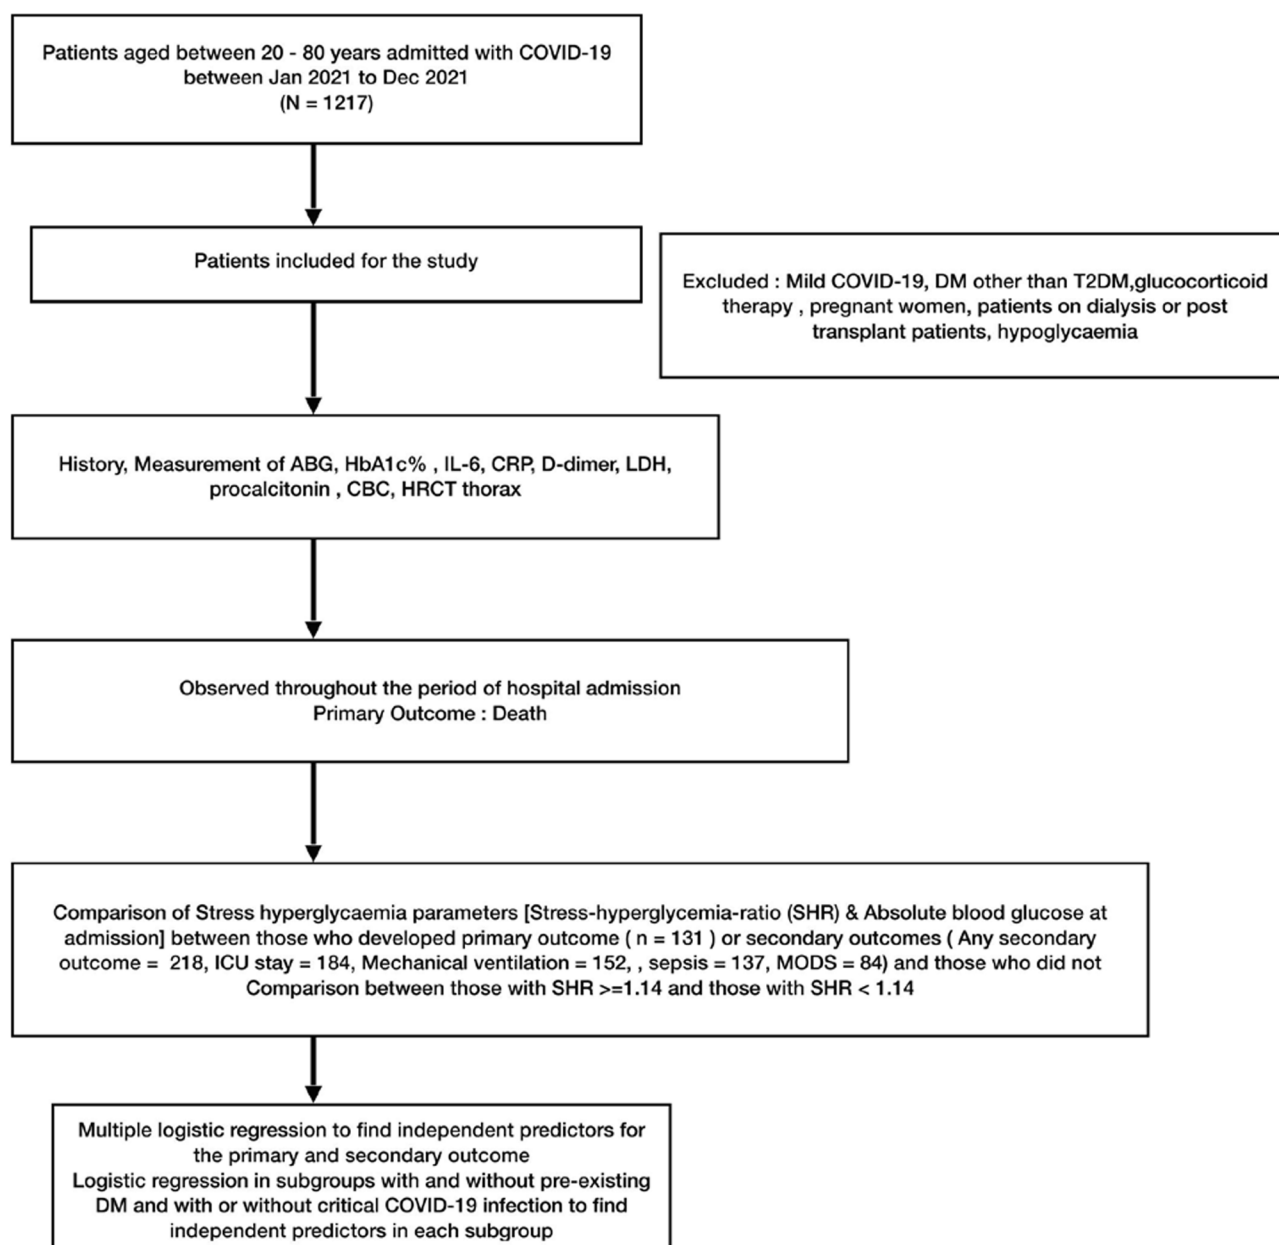 Patients aged between 20 - 80 years admitted with COVID-19
between Jan 2021 to Dec 2021
(N = 1217)
Patients included for the study
Excluded : Mild COVID-19, DM other than T2DM,glucocorticoid
therapy , pregnant women, patients on dialysis or post
transplant patients, hypoglycaemia
History, Measurement of ABG, HbA1c% , IL-6, CRP, D-dimer, LDH,
procalcitonin , CBC, HRCT thorax
Observed throughout the period of hospital admission
Primary Outcome : Death
Comparison of Stress hyperglycaemia parameters [Stress-hyperglycemia-ratio (SHR) & Absolute blood glucose at
admission] between those who developed primary outcome ( n = 131 ) or secondary outcomes ( Any secondary
outcome = 218, ICU stay = 184, Mechanical ventilation = 152, , sepsis = 137, MODS = 84) and those who did not
Comparison between those with SHR >=1.14 and those with SHR < 1.14
Multiple logistic regression to find independent predictors for
the primary and secondary outcome
Logistic regression in subgroups with and without pre-existing
DM and with or without critical COVID-19 infection to find
independent predictors in each subgroup